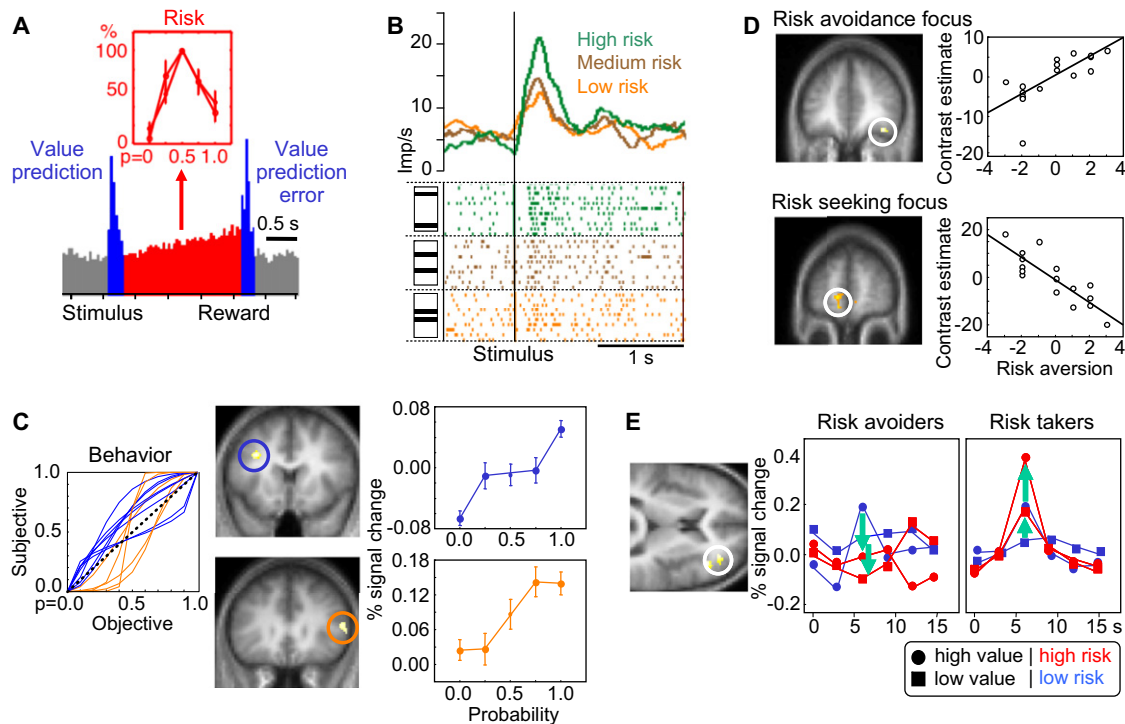 A
Risk
%
100
50
0
p=0
0.5
1.0
Value
prediction
Value
prediction
error
0.5 s
Stimulus
Reward
B
High risk
Medium risk
Low risk
20
15
10
5
0
Imp/s
Stimulus
1 s
C
Behavior
Subjective
1.0
0.5
0.0
p=0.0
0.5
1.0
Objective
% signal change
0.08
0.00
-0.08
0.16
0.12
0.06
0.00
0.0
0.5
1.0
Probability
D
Risk avoidance focus
Contrast estimate
10
0
-10
-20
Risk seeking focus
Contrast estimate
20
0
-20
-4
-2
0
2
4
Risk aversion
E
Risk avoiders
Risk takers
% signal change
0.4
0.2
0.0
-0.2
0
5
10
15
0
5
10
15 s
high value | high risk
low value | low risk